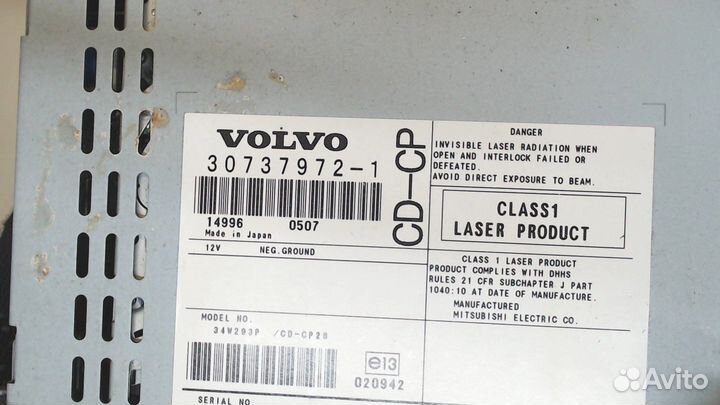 VOLVO
30737972-1
14996 0507
Made in Japan
CD-CP
12V NEG.GROUND
MODEL NO.
34W293P /CD-CP28
e13
020942
SERIAL NO.
DANGER
INVISIBLE LASER RADIATION WHEN
OPEN AND INTERLOCK FAILED OR
DEFEATED.
AVOID DIRECT EXPOSURE TO BEAM.
CLASS1
LASER PRODUCT
CLASS 1 LASER PRODUCT
PRODUCT COMPLIES WITH DHHS
RULES 21 CFR SUBCHAPTER J PART
1040:10 AT DATE OF MANUFACTURE.
MANUFACTURED
MITSUBISHI ELECTRIC CO.
Avito